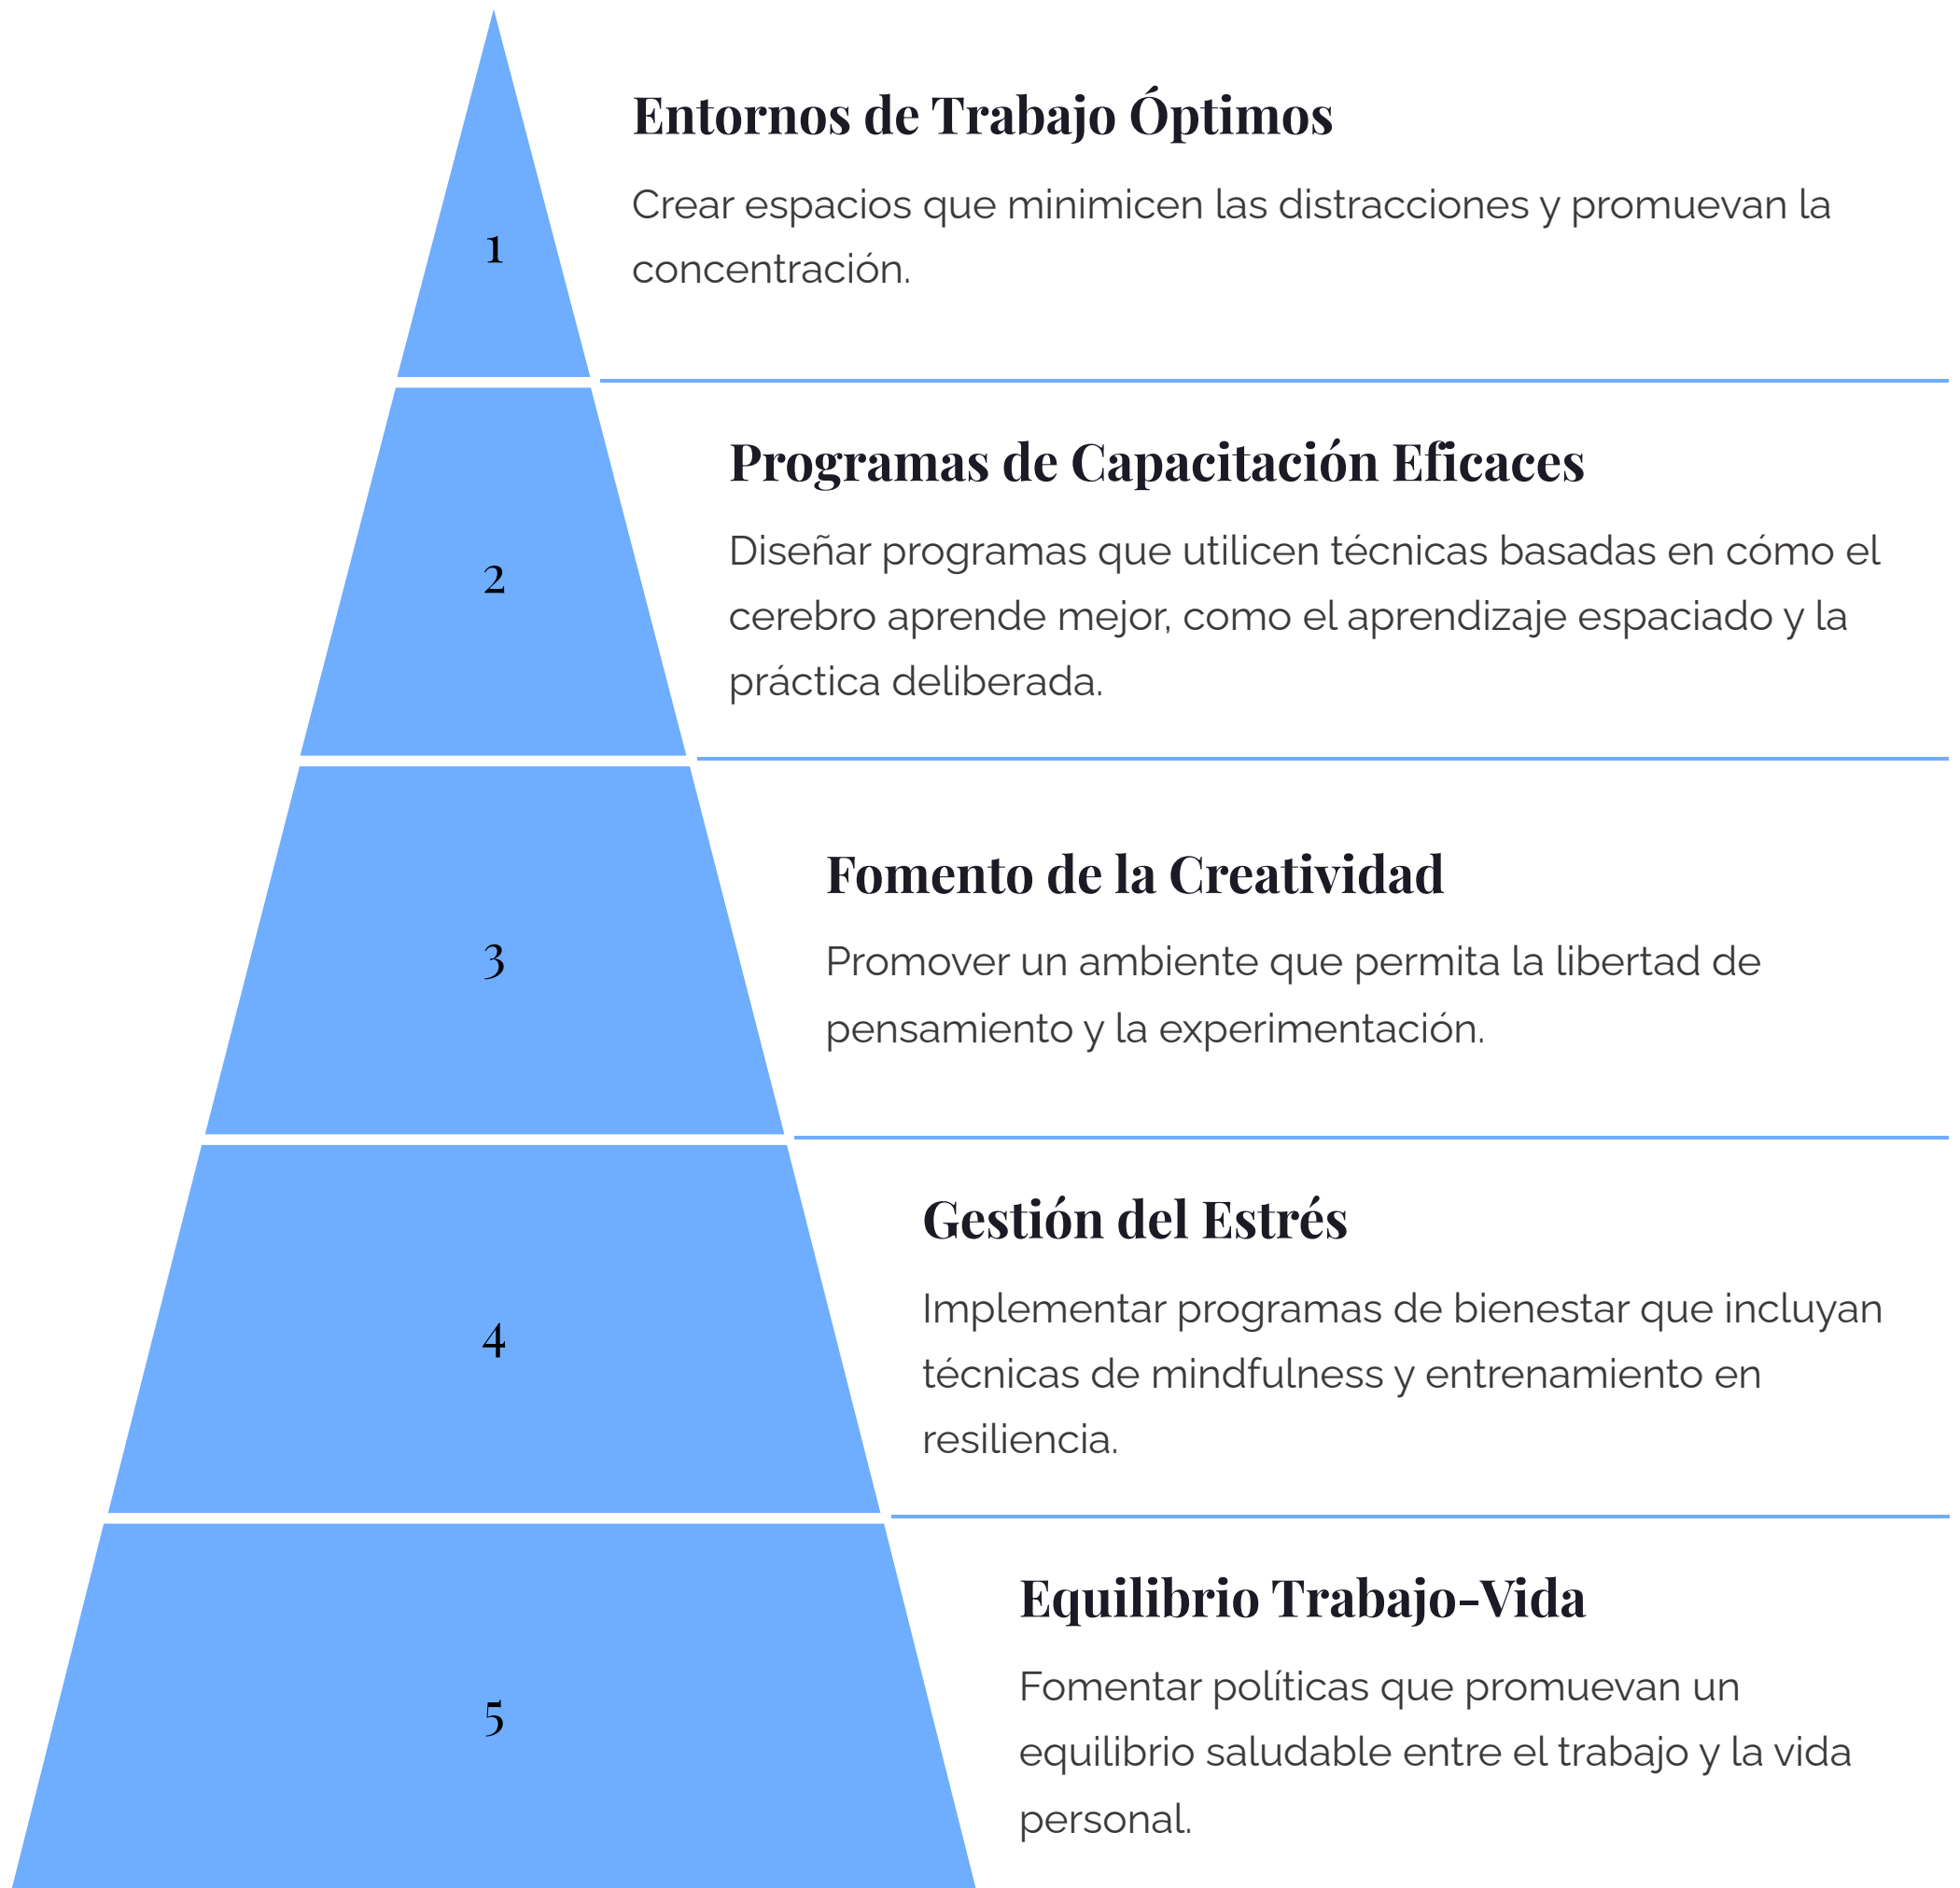 Entornos de Trabajo Óptimos
Crear espacios que minimicen las distracciones y promuevan la
concentración.
1
Programas de Capacitación Eficaces
Diseñar programas que utilicen técnicas basadas en cómo el
cerebro aprende mejor, como el aprendizaje espaciado y la
práctica deliberada.
2
Fomento de la Creatividad
Promover un ambiente que permita la libertad de
pensamiento y la experimentación.
3
Gestión del Estrés
Implementar programas de bienestar que incluyan
técnicas de mindfulness y entrenamiento en
resiliencia.
4
Equilibrio Trabajo-Vida
Fomentar políticas que promuevan un
equilibrio saludable entre el trabajo y la vida
personal.
5